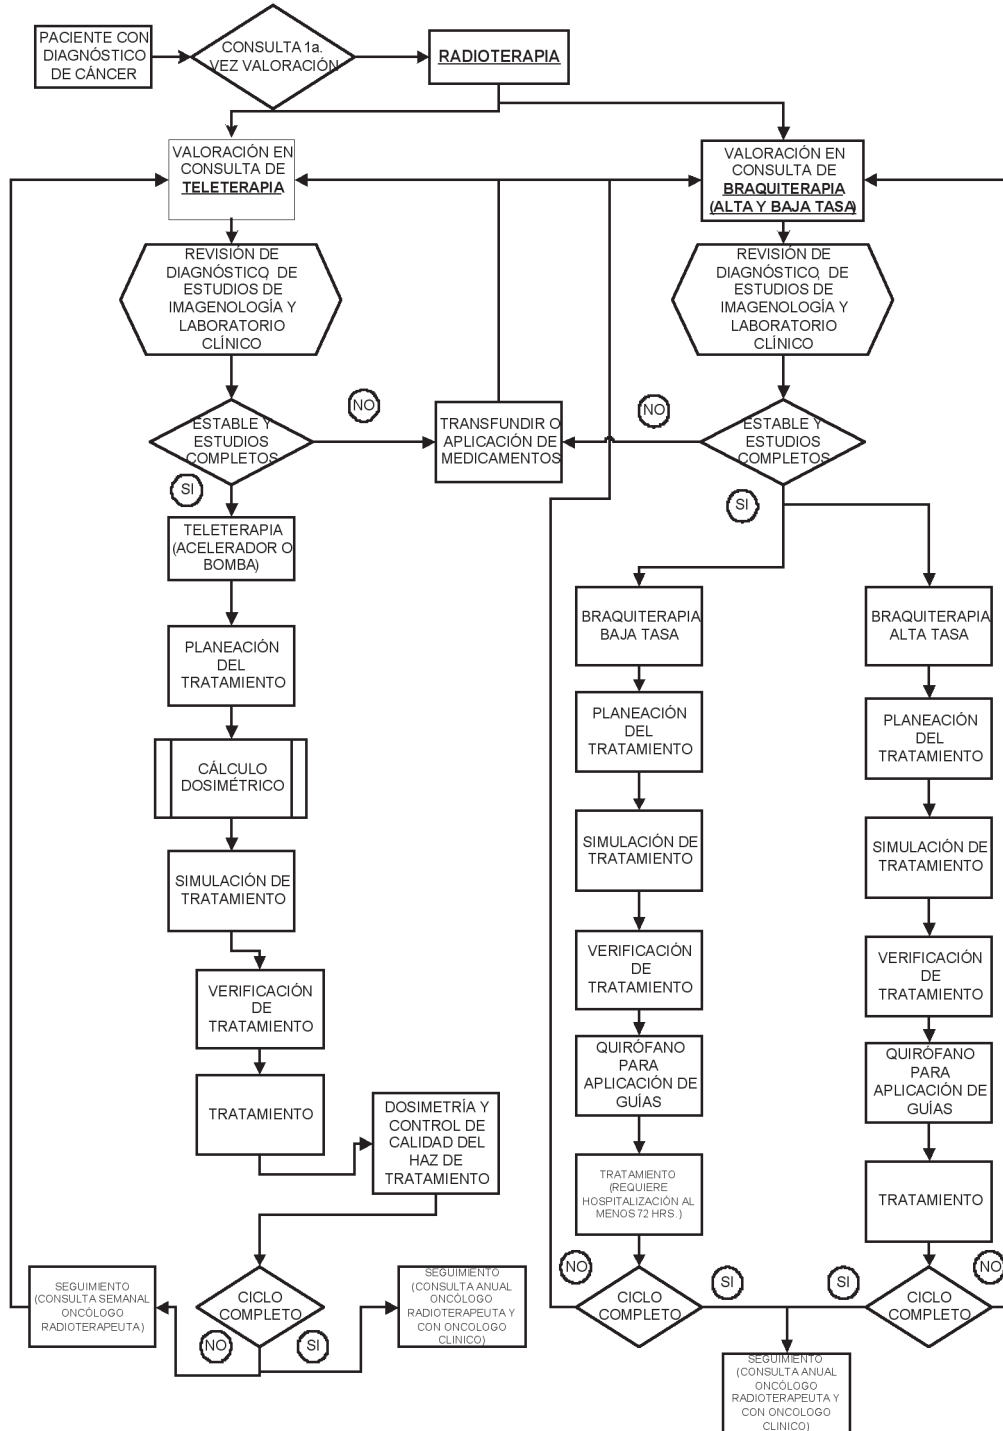 PACIENTE CON
DIAGNÓSTICO
DE CÁNCER
CONSULTA 1a.
VEZ VALORACIÓN
RADIOTERAPIA
VALORACIÓN EN
CONSULTA DE
TELETERAPIA
VALORACIÓN EN
CONSULTA DE
BRAQUITERAPIA
(ALTA Y BAJA TASA)
REVISIÓN DE
DIAGNÓSTICO, DE
ESTUDIOS DE
IMAGENOLOGÍA Y
LABORATORIO
CLÍNICO
REVISIÓN DE
DIAGNÓSTICO, DE
ESTUDIOS DE
IMAGENOLOGÍA Y
LABORATORIO
CLÍNICO
ESTABLE Y
ESTUDIOS
COMPLETOS
NO
TRANSFUNDIR O
APLICACIÓN DE
MEDICAMENTOS
NO
ESTABLE Y
ESTUDIOS
COMPLETOS
SI
SI
TELETERAPIA
(ACELERADOR O
BOMBA)
PLANEACIÓN
DEL
TRATAMIENTO
CÁLCULO
DOSIMÉTRICO
SIMULACIÓN DE
TRATAMIENTO
VERIFICACIÓN
DE
TRATAMIENTO
TRATAMIENTO
DOSIMETRÍA Y
CONTROL DE
CALIDAD DEL
HAZ DE
TRATAMIENTO
CICLO
COMPLETO
NO
SI
SEGUIMIENTO
(CONSULTA SEMANAL
ONCÓLOGO
RADIOTERAPEUTA)
SEGUIMIENTO
(CONSULTA ANUAL
ONCÓLOGO
RADIOTERAPEUTA Y
CON ONCOLOGO
CLINICO)
BRAQUITERAPIA
BAJA TASA
PLANEACIÓN
DEL
TRATAMIENTO
SIMULACIÓN DE
TRATAMIENTO
VERIFICACIÓN
DE
TRATAMIENTO
QUIRÓFANO
PARA
APLICACIÓN DE
GUÍAS
TRATAMIENTO
(REQUIERE
HOSPITALIZACIÓN AL
MENOS 72 HRS.)
NO
CICLO
COMPLETO
SI
BRAQUITERAPIA
ALTA TASA
PLANEACIÓN
DEL
TRATAMIENTO
SIMULACIÓN DE
TRATAMIENTO
VERIFICACIÓN
DE
TRATAMIENTO
QUIRÓFANO
PARA
APLICACIÓN DE
GUÍAS
TRATAMIENTO
SI
CICLO
COMPLETO
NO
SEGUIMIENTO
(CONSULTA ANUAL
ONCÓLOGO
RADIOTERAPEUTA Y
CON ONCOLOGO
CLINICO)